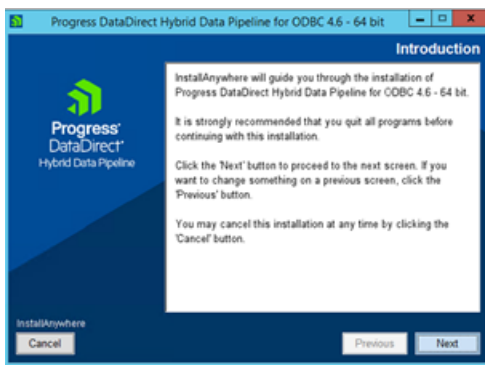 Progress DataDirect Hybrid Data Pipeline for ODBC 4.6 - 64 bit
Introduction
Progress
DataDirect
Hybrid Data Pipeline
InstallAnywhere will guide you through the installation of
Progress DataDirect Hybrid Data Pipeline for ODBC 4.6 - 64 bit.
It is strongly recommended that you quit all programs before
continuing with this installation.
Click the 'Next' button to proceed to the next screen. If you
want to change something on a previous screen, click the
'Previous' button.
You may cancel this installation at any time by clicking the
'Cancel' button.
InstallAnywhere
Cancel
Previous
Next